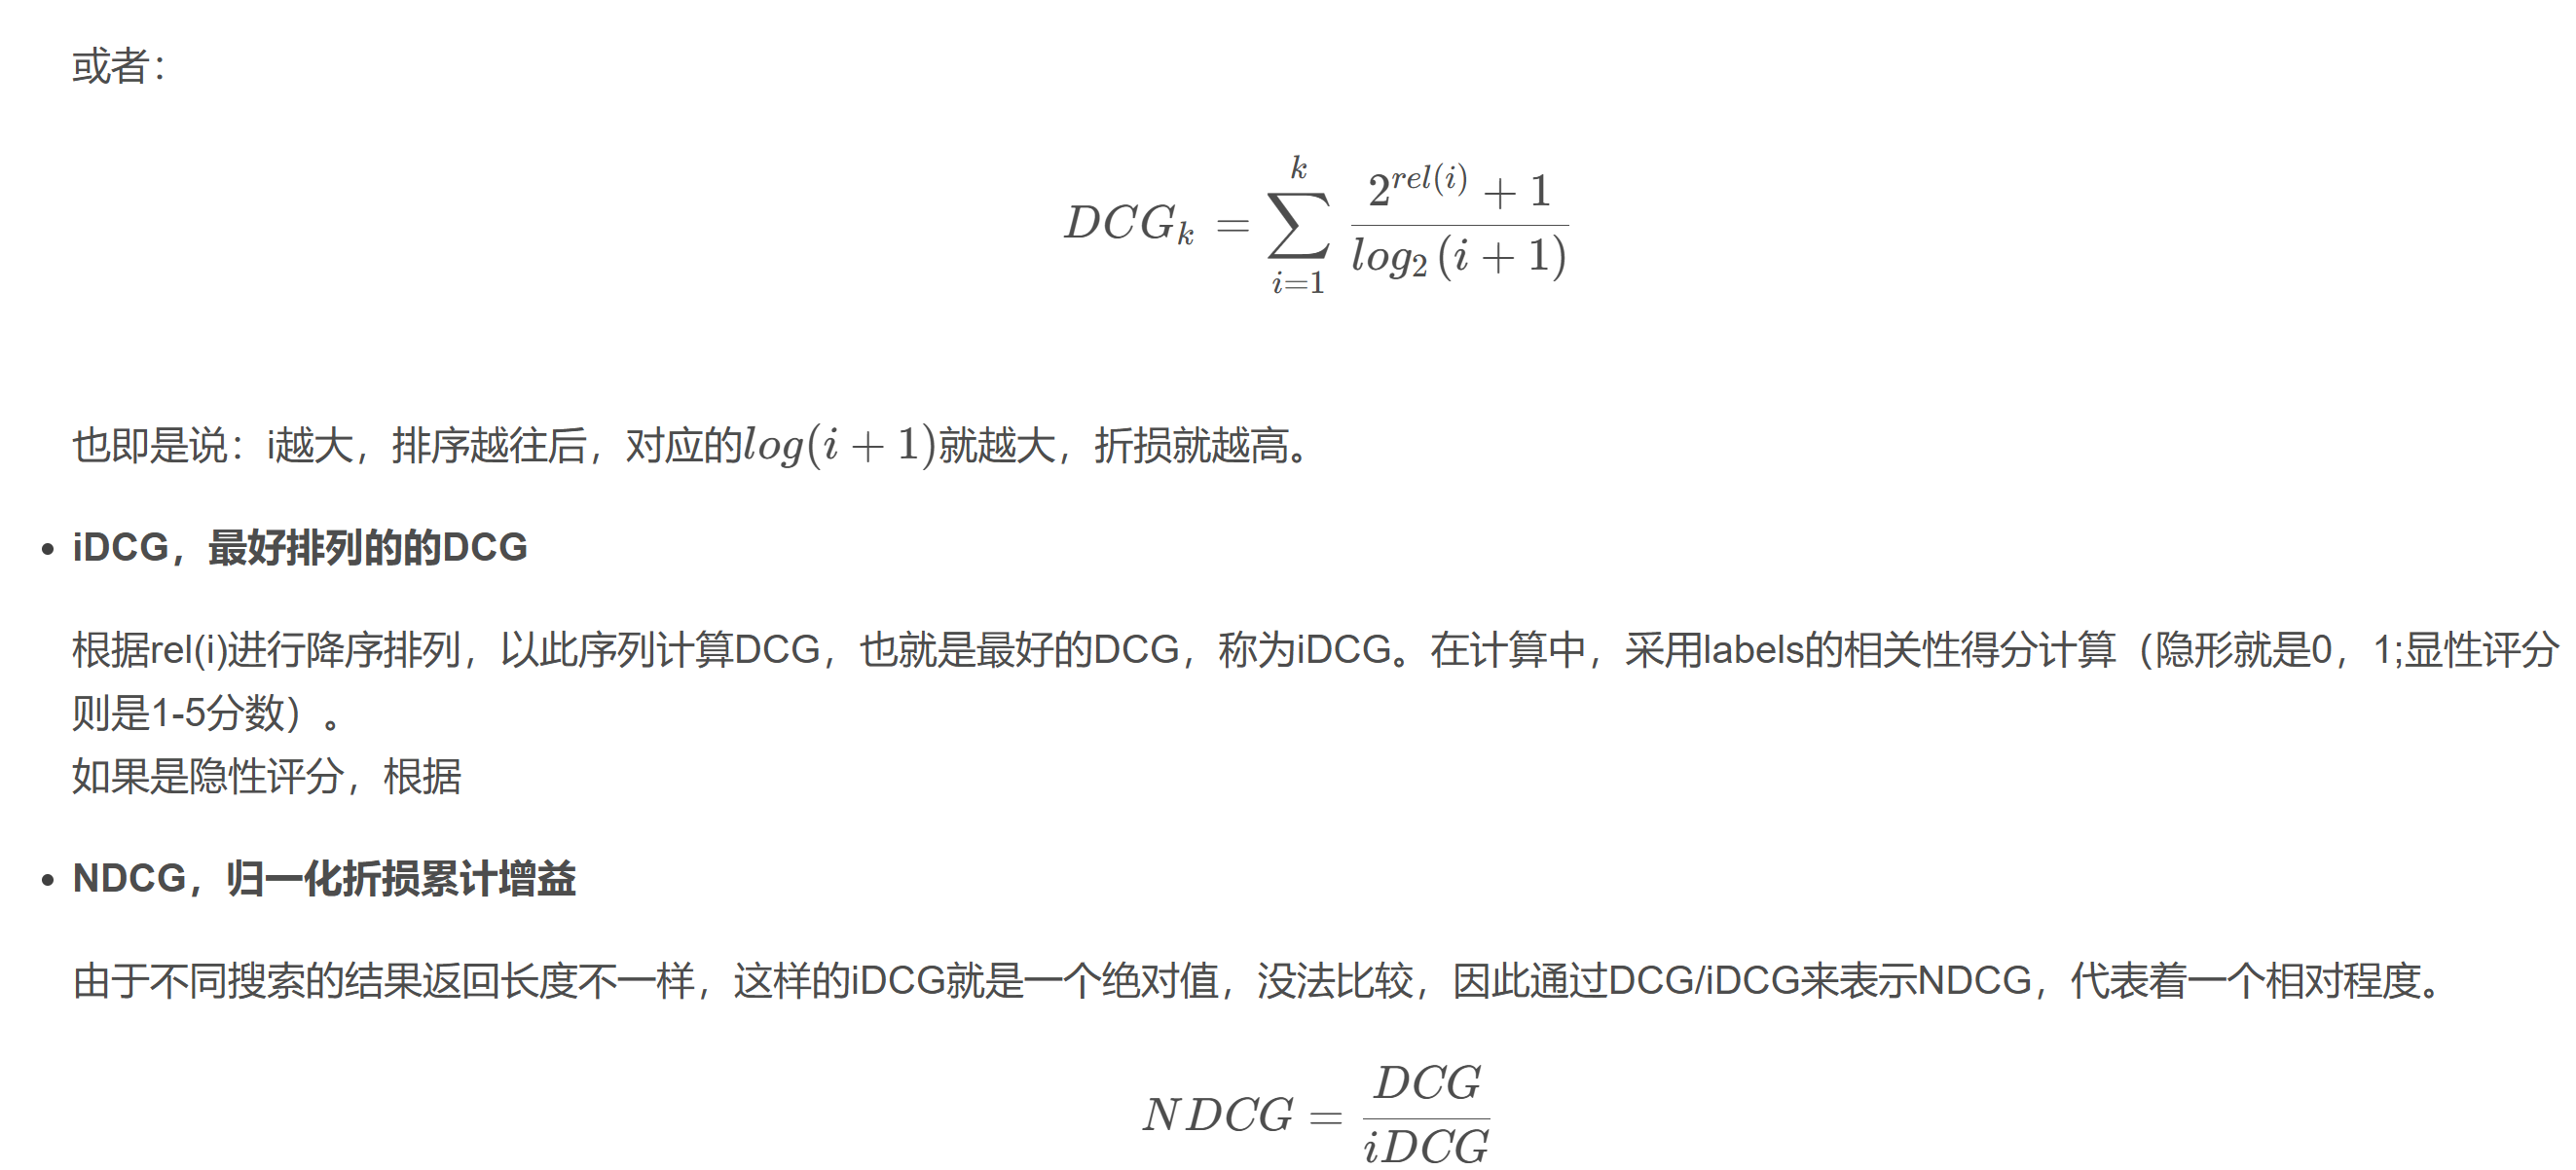 或者：
DCG_k = \sum_{i=1}^{k} \frac{2^{rel(i)} + 1}{log_2(i + 1)}
也即是说：i越大，排序越往后，对应的log(i + 1)就越大，折损就越高。
• iDCG，最好排列的的DCG
根据rel(i)进行降序排列，以此序列计算DCG，也就是最好的DCG，称为iDCG。在计算中，采用labels的相关性得分计算（隐形就是0，1;显性评分
则是1-5分数）。
如果是隐性评分，根据
• NDCG，归一化折损累计增益
由于不同搜索的结果返回长度不一样，这样的iDCG就是一个绝对值，没法比较，因此通过DCG/iDCG来表示NDCG，代表着一个相对程度。
NDCG = \frac{DCG}{iDCG}